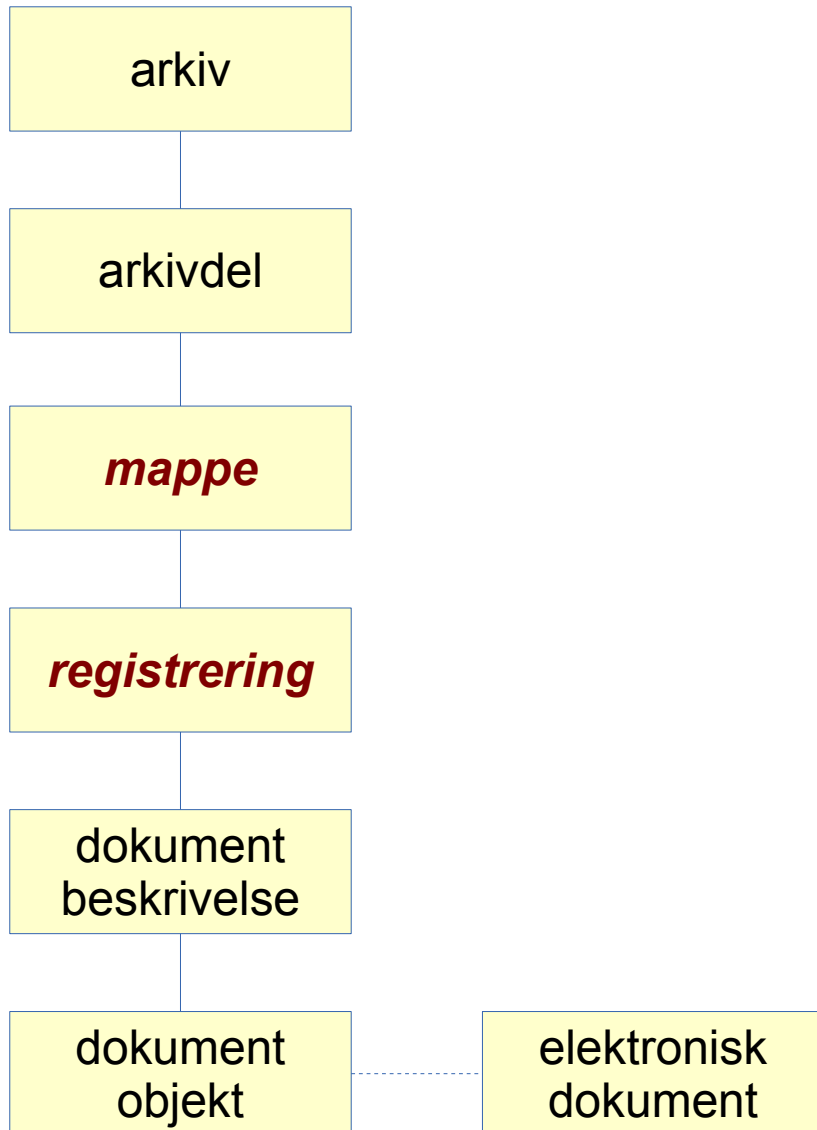 arkiv
arkivdel
mappe
registrering
dokument
beskrivelse
dokument
objekt
elektronisk
dokument